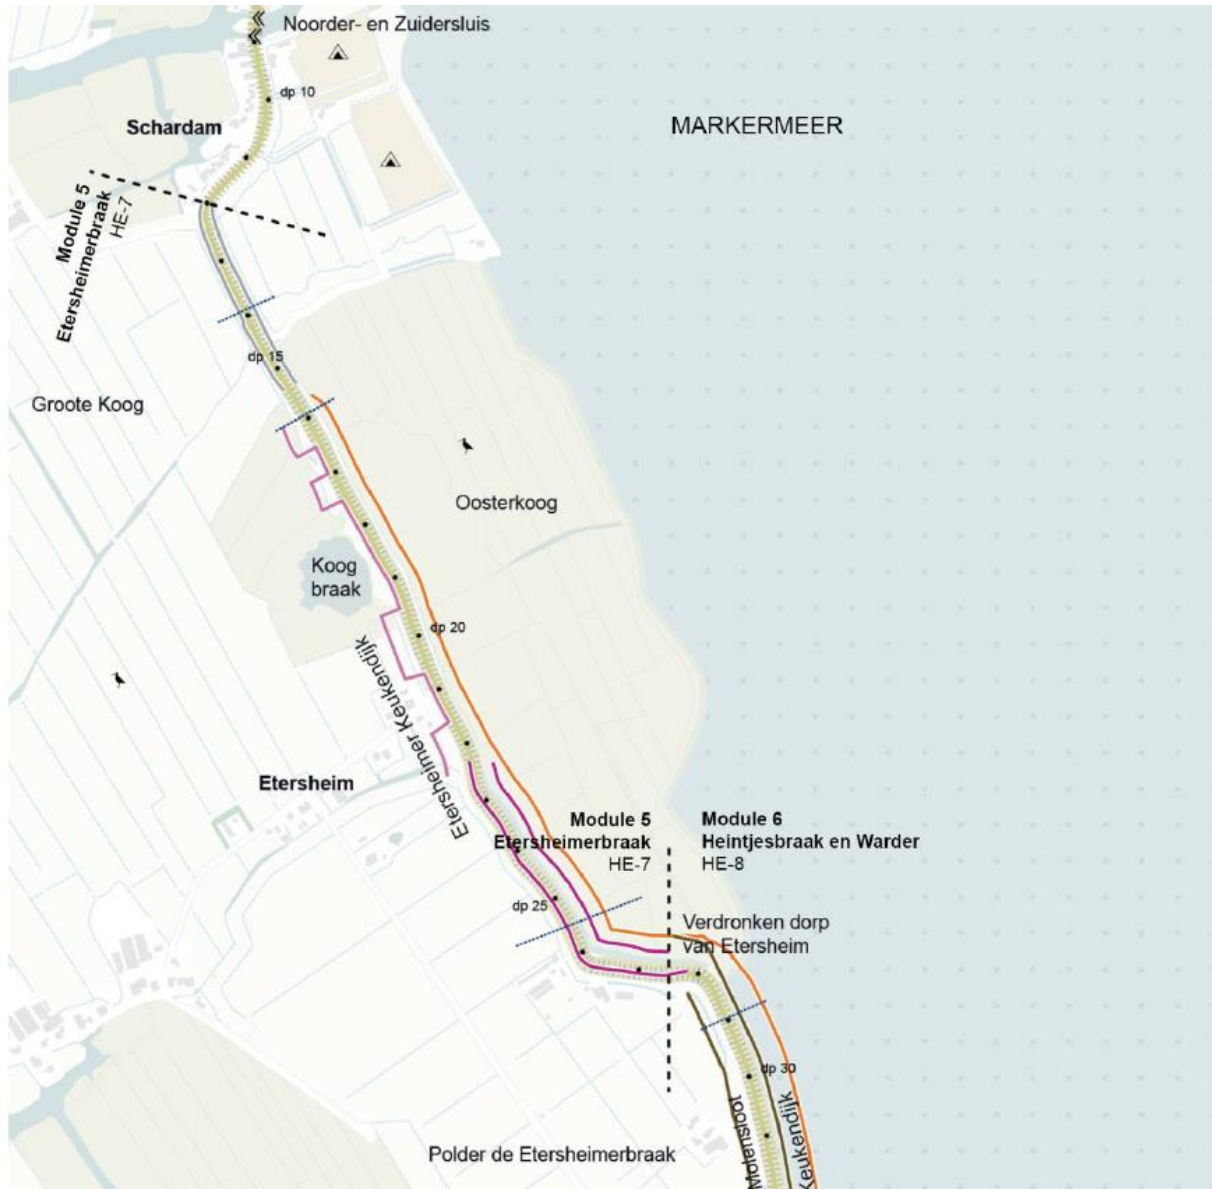 Noorder- en Zuidersluis
dp 10
MARKERMEER
Schardam
Module 5
Etersheimerbraak
HE-7
dp 15
Groote Koog
Oosterkoog
Koog
braak
dp 20
Etersheimer Keukendijk
Etersheim
Module 5
Etersheimerbraak
HE-7
Module 6
Heintjesbraak en Warder
HE-8
dp 25
Verdronken dorp
van Etersheim
dp 30
Molensloot
Keukendijk
Polder de Etersheimerbraak